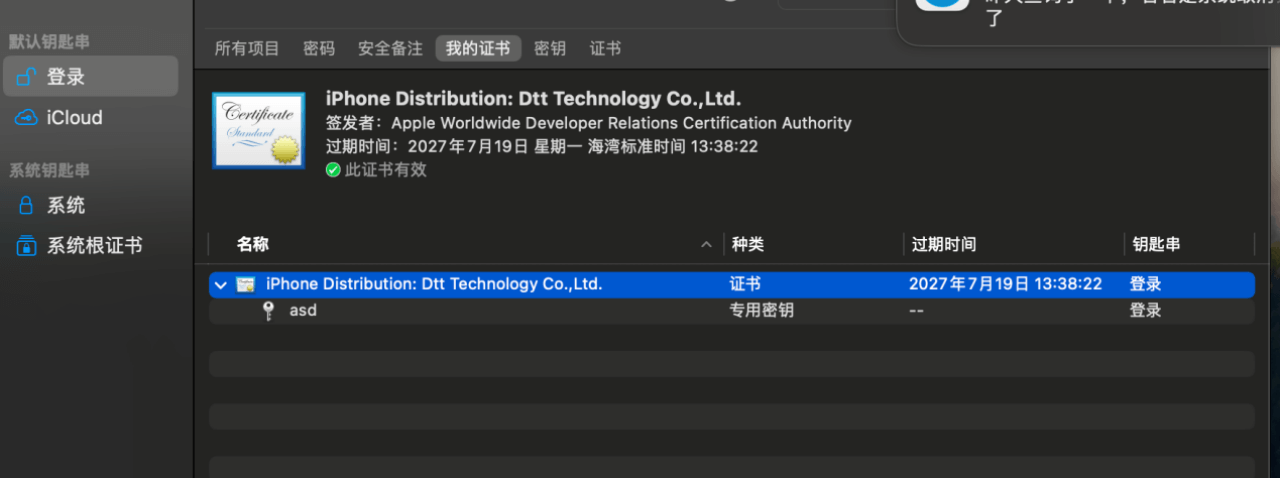 了
默认钥匙串
登录
iCloud
系统钥匙串
系统
系统根证书
所有项目 密码 安全备注 我的证书 密钥 证书
Certificate
Standard
iPhone Distribution: Dtt Technology Co.,Ltd.
签发者：Apple Worldwide Developer Relations Certification Authority
过期时间：2027年7月19日 星期一 海湾标准时间 13:38:22
此证书有效
名称 种类 过期时间 钥匙串
iPhone Distribution: Dtt Technology Co.,Ltd. 证书 2027年7月19日 13:38:22 登录
asd 专用密钥 -- 登录